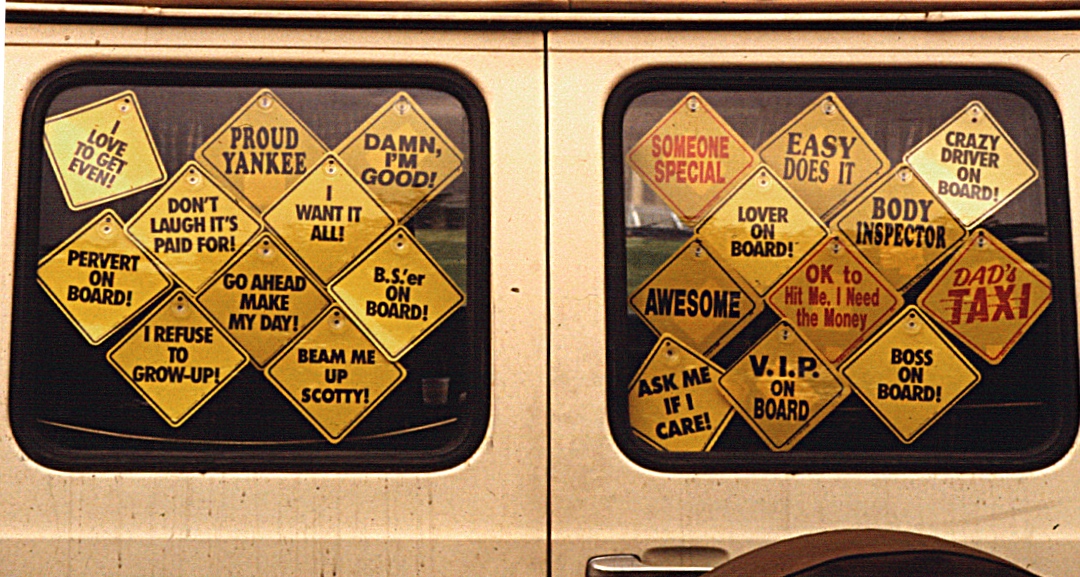 I
LOVE
TO GET
EVEN!
PROUD
YANKEE
DAMN,
I'M
GOOD!
DON'T
LAUGH IT'S
PAID FOR!
I
WANT IT
ALL!
PERVERT
ON
BOARD!
GO AHEAD
MAKE
MY DAY!
B.S.'er
ON
BOARD!
I REFUSE
TO
GROW-UP!
BEAM ME
UP
SCOTTY!
SOMEONE
SPECIAL
EASY
DOES IT
CRAZY
DRIVER
ON
BOARD!
LOVER
ON
BOARD!
BODY
INSPECTOR
AWESOME
OK to
Hit Me, I Need
the Money
DAD's
TAXI
ASK ME
IF I
CARE!
V.I.P.
ON
BOARD
BOSS
ON
BOARD!